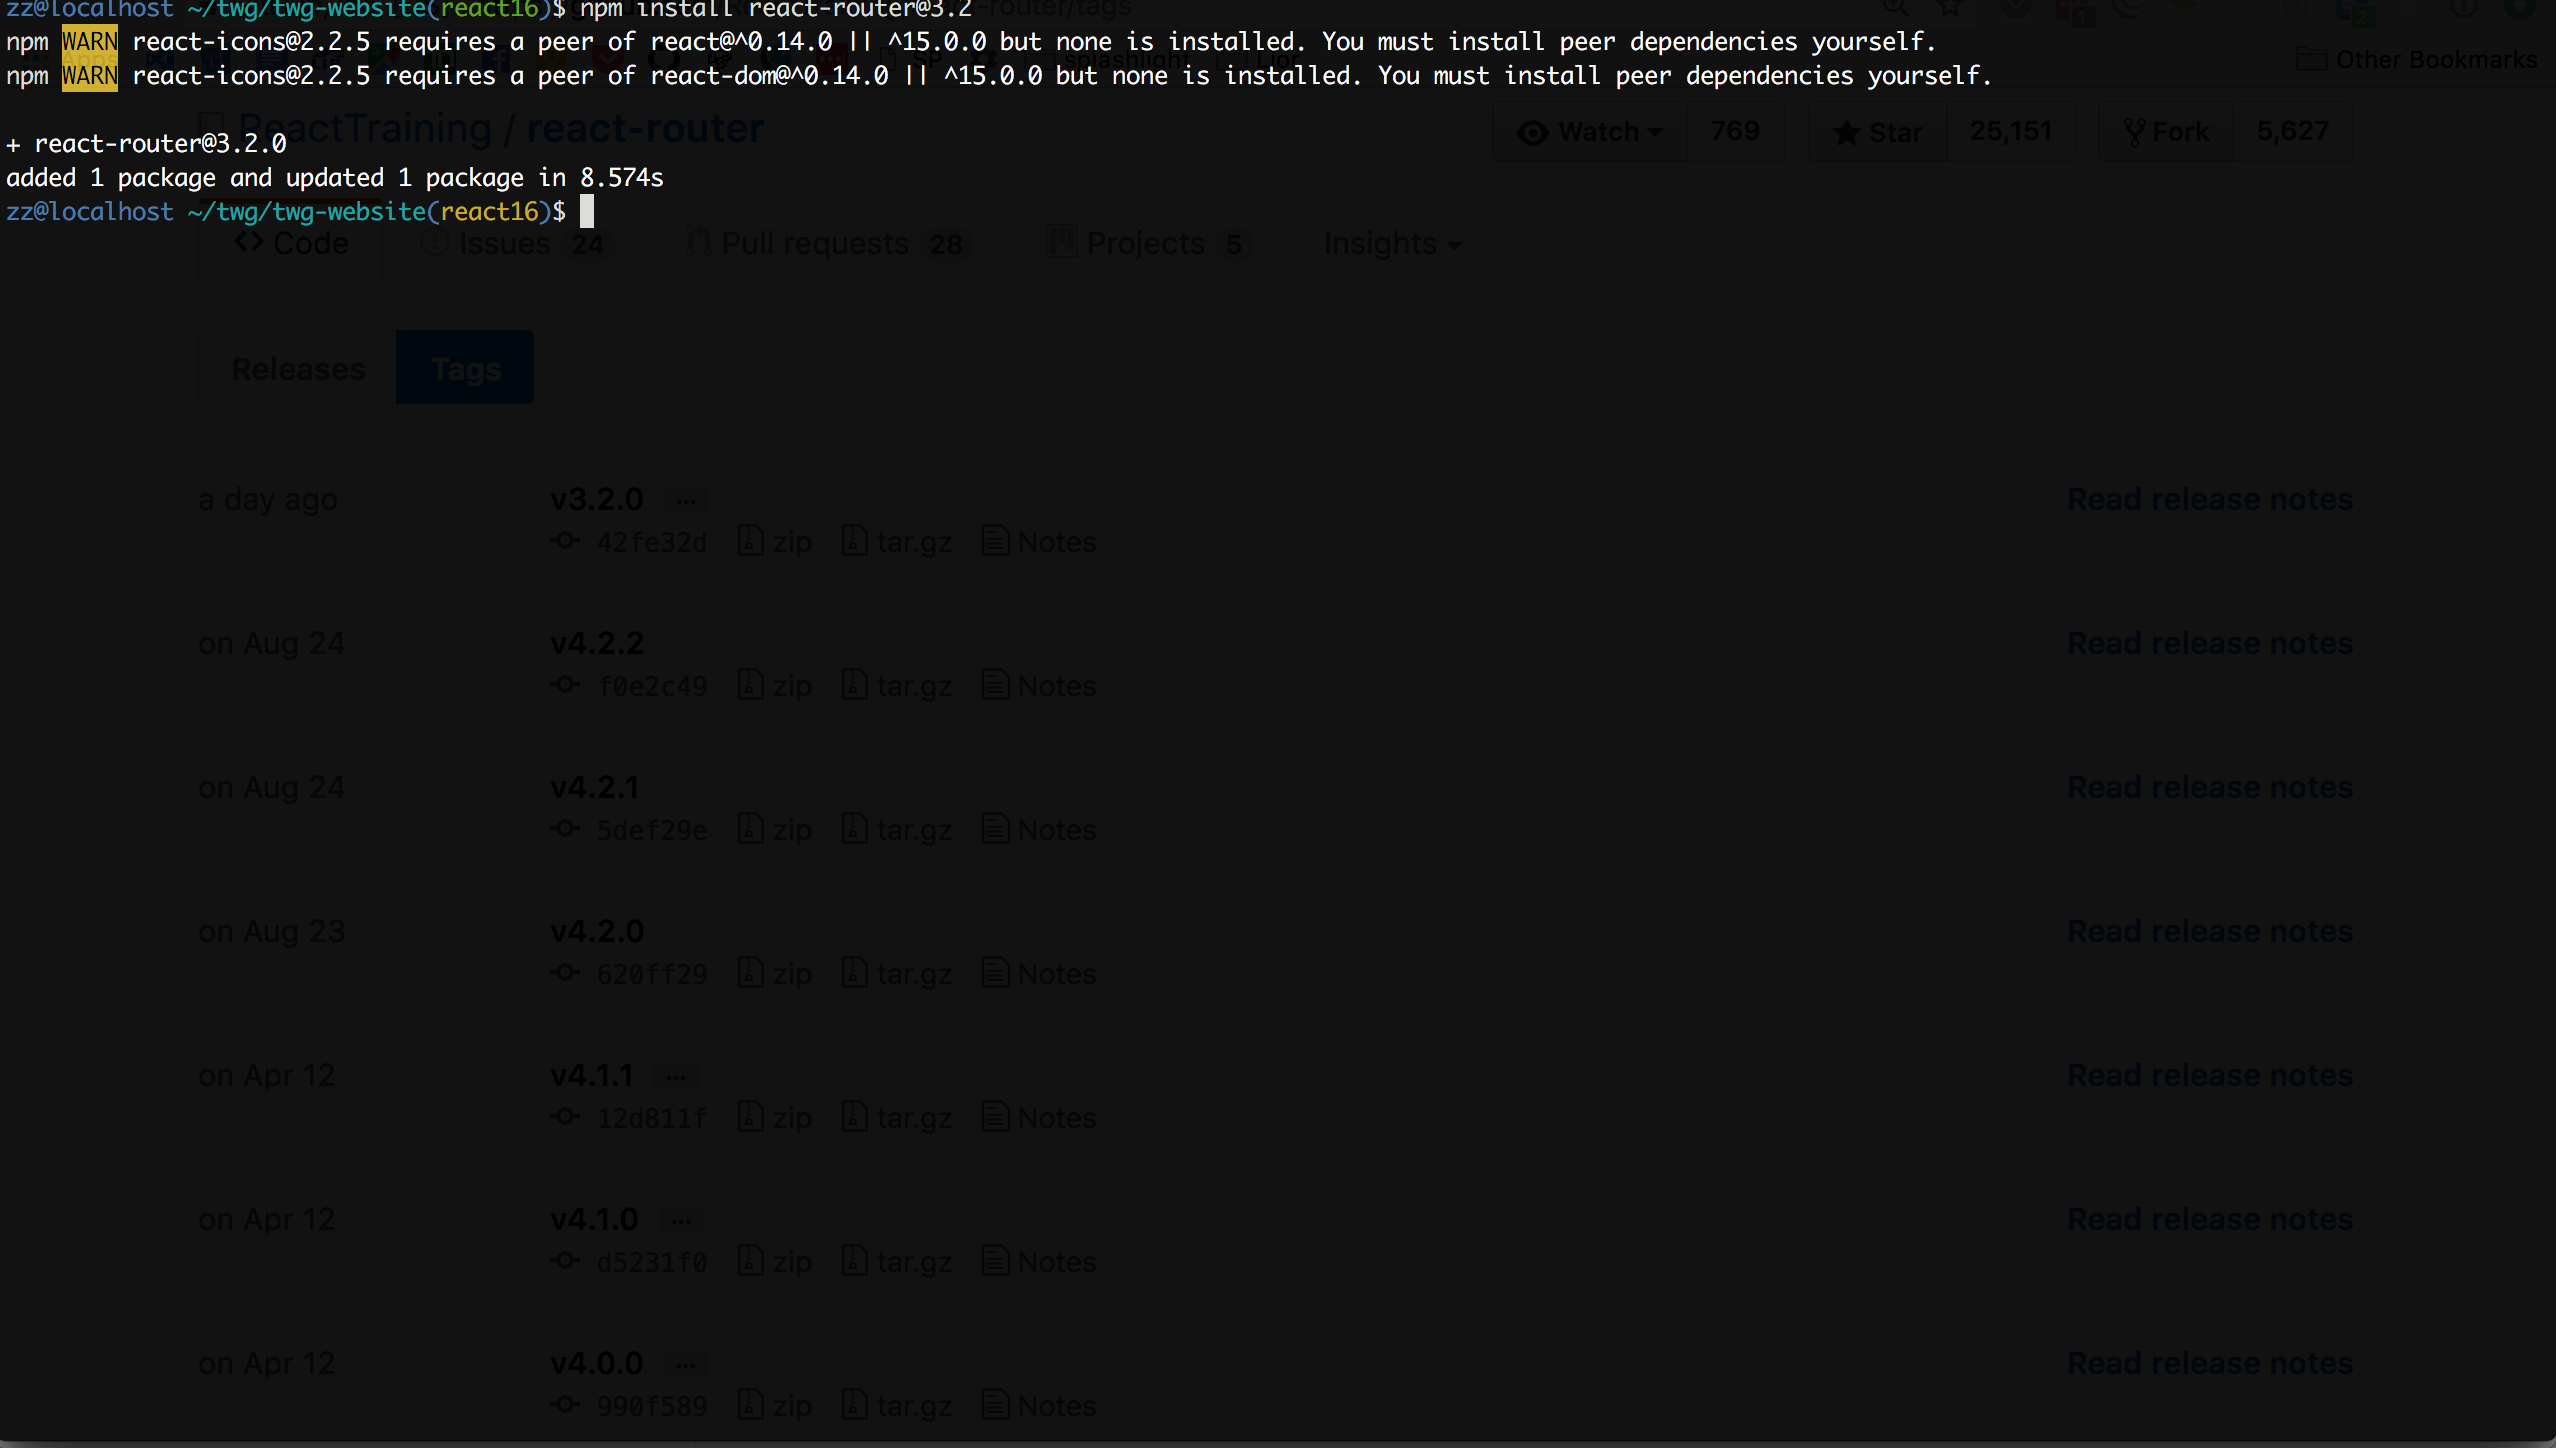 zz@localhost ~/twg/twg-website(react16)$ npm install react-router@3.2
-router/tags
npm WARN react-icons@2.2.5 requires a peer of react@^0.14.0 || ^15.0.0 but none is installed. You must install peer dependencies yourself.
Apps SP splashlight Lior Other Bookmarks
npm WARN react-icons@2.2.5 requires a peer of react-dom@^0.14.0 || ^15.0.0 but none is installed. You must install peer dependencies yourself.
ReactTraining / react-router Watch 769 Star 25,151 Fork 5,627
+ react-router@3.2.0
added 1 package and updated 1 package in 8.574s
zz@localhost ~/twg/twg-website(react16)$
Code Issues 24 Pull requests 28 Projects 5 Insights
Releases Tags
a day ago v3.2.0 ... Read release notes
42fe32d zip tar.gz Notes
on Aug 24 v4.2.2 Read release notes
f0e2c49 zip tar.gz Notes
on Aug 24 v4.2.1 Read release notes
5def29e zip tar.gz Notes
on Aug 23 v4.2.0 Read release notes
620ff29 zip tar.gz Notes
on Apr 12 v4.1.1 ... Read release notes
12d811f zip tar.gz Notes
on Apr 12 v4.1.0 ... Read release notes
d5231f0 zip tar.gz Notes
on Apr 12 v4.0.0 ... Read release notes
990f589 zip tar.gz Notes